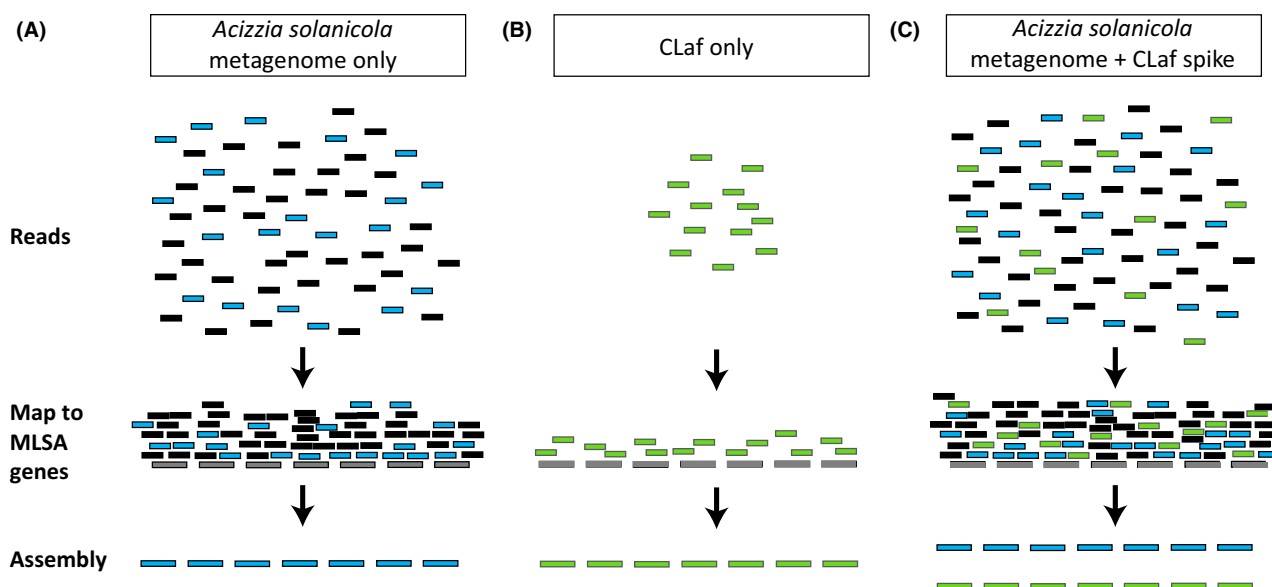 (A)
Acizzia solanicola
metagenome only
(B)
CLaf only
(C)
Acizzia solanicola
metagenome + CLaf spike
Reads
Map to
MLSA
genes
Assembly